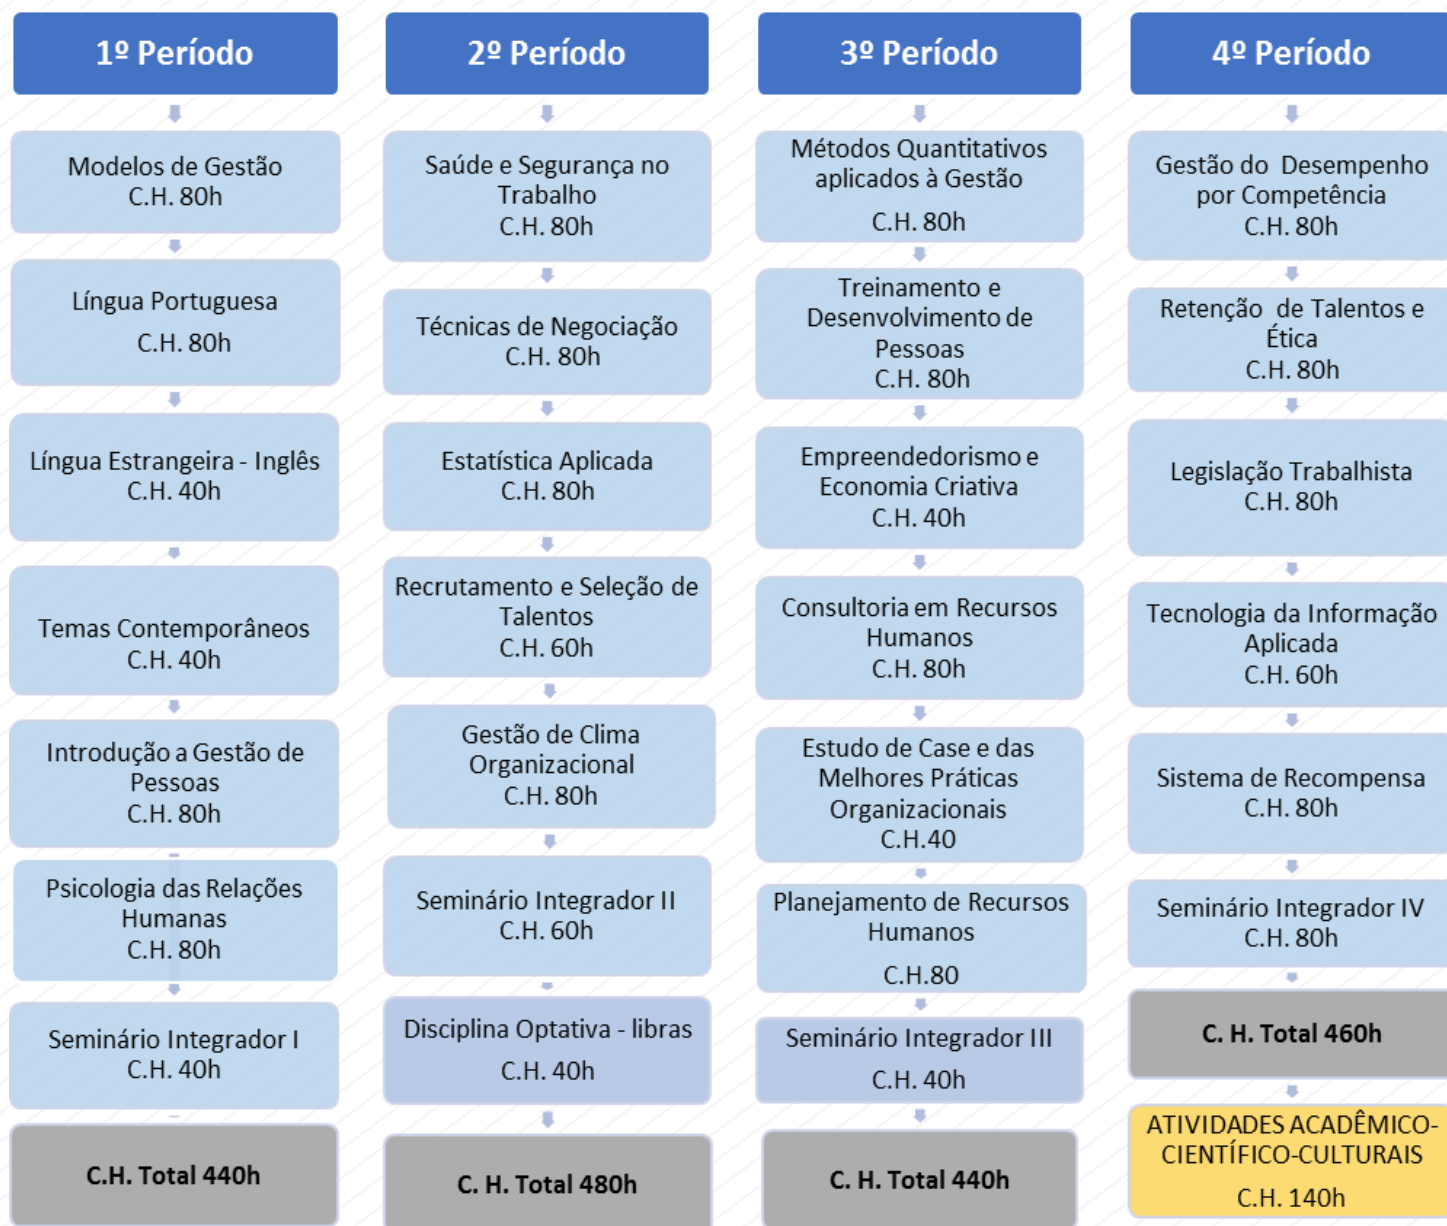 1º Período
Modelos de Gestão
C.H. 80h
Língua Portuguesa
C.H. 80h
Língua Estrangeira - Inglês
C.H. 40h
Temas Contemporâneos
C.H. 40h
Introdução a Gestão de
Pessoas
C.H. 80h
Psicologia das Relações
Humanas
C.H. 80h
Seminário Integrador I
C.H. 40h
C.H. Total 440h
2º Período
Saúde e Segurança no
Trabalho
C.H. 80h
Técnicas de Negociação
C.H. 80h
Estatística Aplicada
C.H. 80h
Recrutamento e Seleção de
Talentos
C.H. 60h
Gestão de Clima
Organizacional
C.H. 80h
Seminário Integrador II
C.H. 60h
Disciplina Optativa - libras
C.H. 40h
C. H. Total 480h
3º Período
Métodos Quantitativos
aplicados à Gestão
C.H. 80h
Treinamento e
Desenvolvimento de
Pessoas
C.H. 80h
Empreendedorismo e
Economia Criativa
C.H. 40h
Consultoria em Recursos
Humanos
C.H. 80h
Estudo de Case e das
Melhores Práticas
Organizacionais
C.H.40
Planejamento de Recursos
Humanos
C.H.80
Seminário Integrador III
C.H. 40h
C. H. Total 440h
4º Período
Gestão do Desempenho
por Competência
C.H. 80h
Retenção de Talentos e
Ética
C.H. 80h
Legislação Trabalhista
C.H. 80h
Tecnologia da Informação
Aplicada
C.H. 60h
Sistema de Recompensa
C.H. 80h
Seminário Integrador IV
C.H. 80h
C. H. Total 460h
ATIVIDADES ACADÊMICO-
CIENTÍFICO-CULTURAIS
C.H. 140h